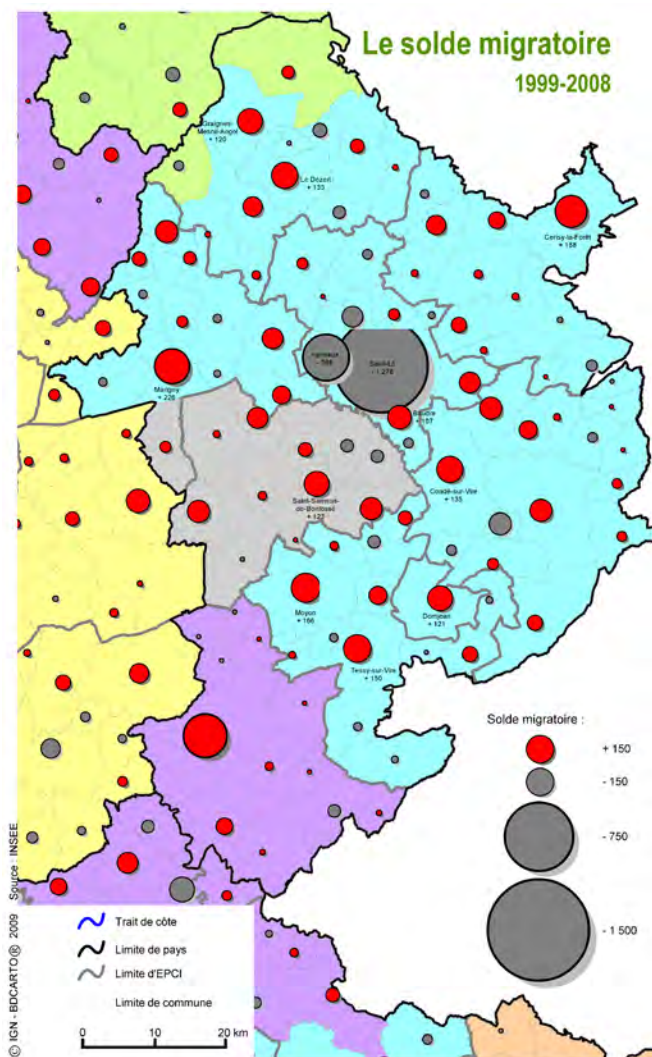 Le solde migratoire
1999-2008
Graignes-
Mesnil-Angot
+ 120
Le Dézert
+ 133
Cerisy-la-Forêt
+ 158
Saint-Lô
- 1 278
Marigny
+ 226
Baudre
+ 157
Condé-sur-Vire
+ 135
Saint-Samson-
de-Bonfossé
+ 127
Moyon
+ 166
Domjean
+ 121
Tessy-sur-Vire
+ 150
Solde migratoire :
+ 150
- 150
- 750
- 1 500
Trait de côte
Limite de pays
Limite d'EPCI
Limite de commune
0 10 20 km
© IGN - BDCARTO® 2009 Source : INSEE